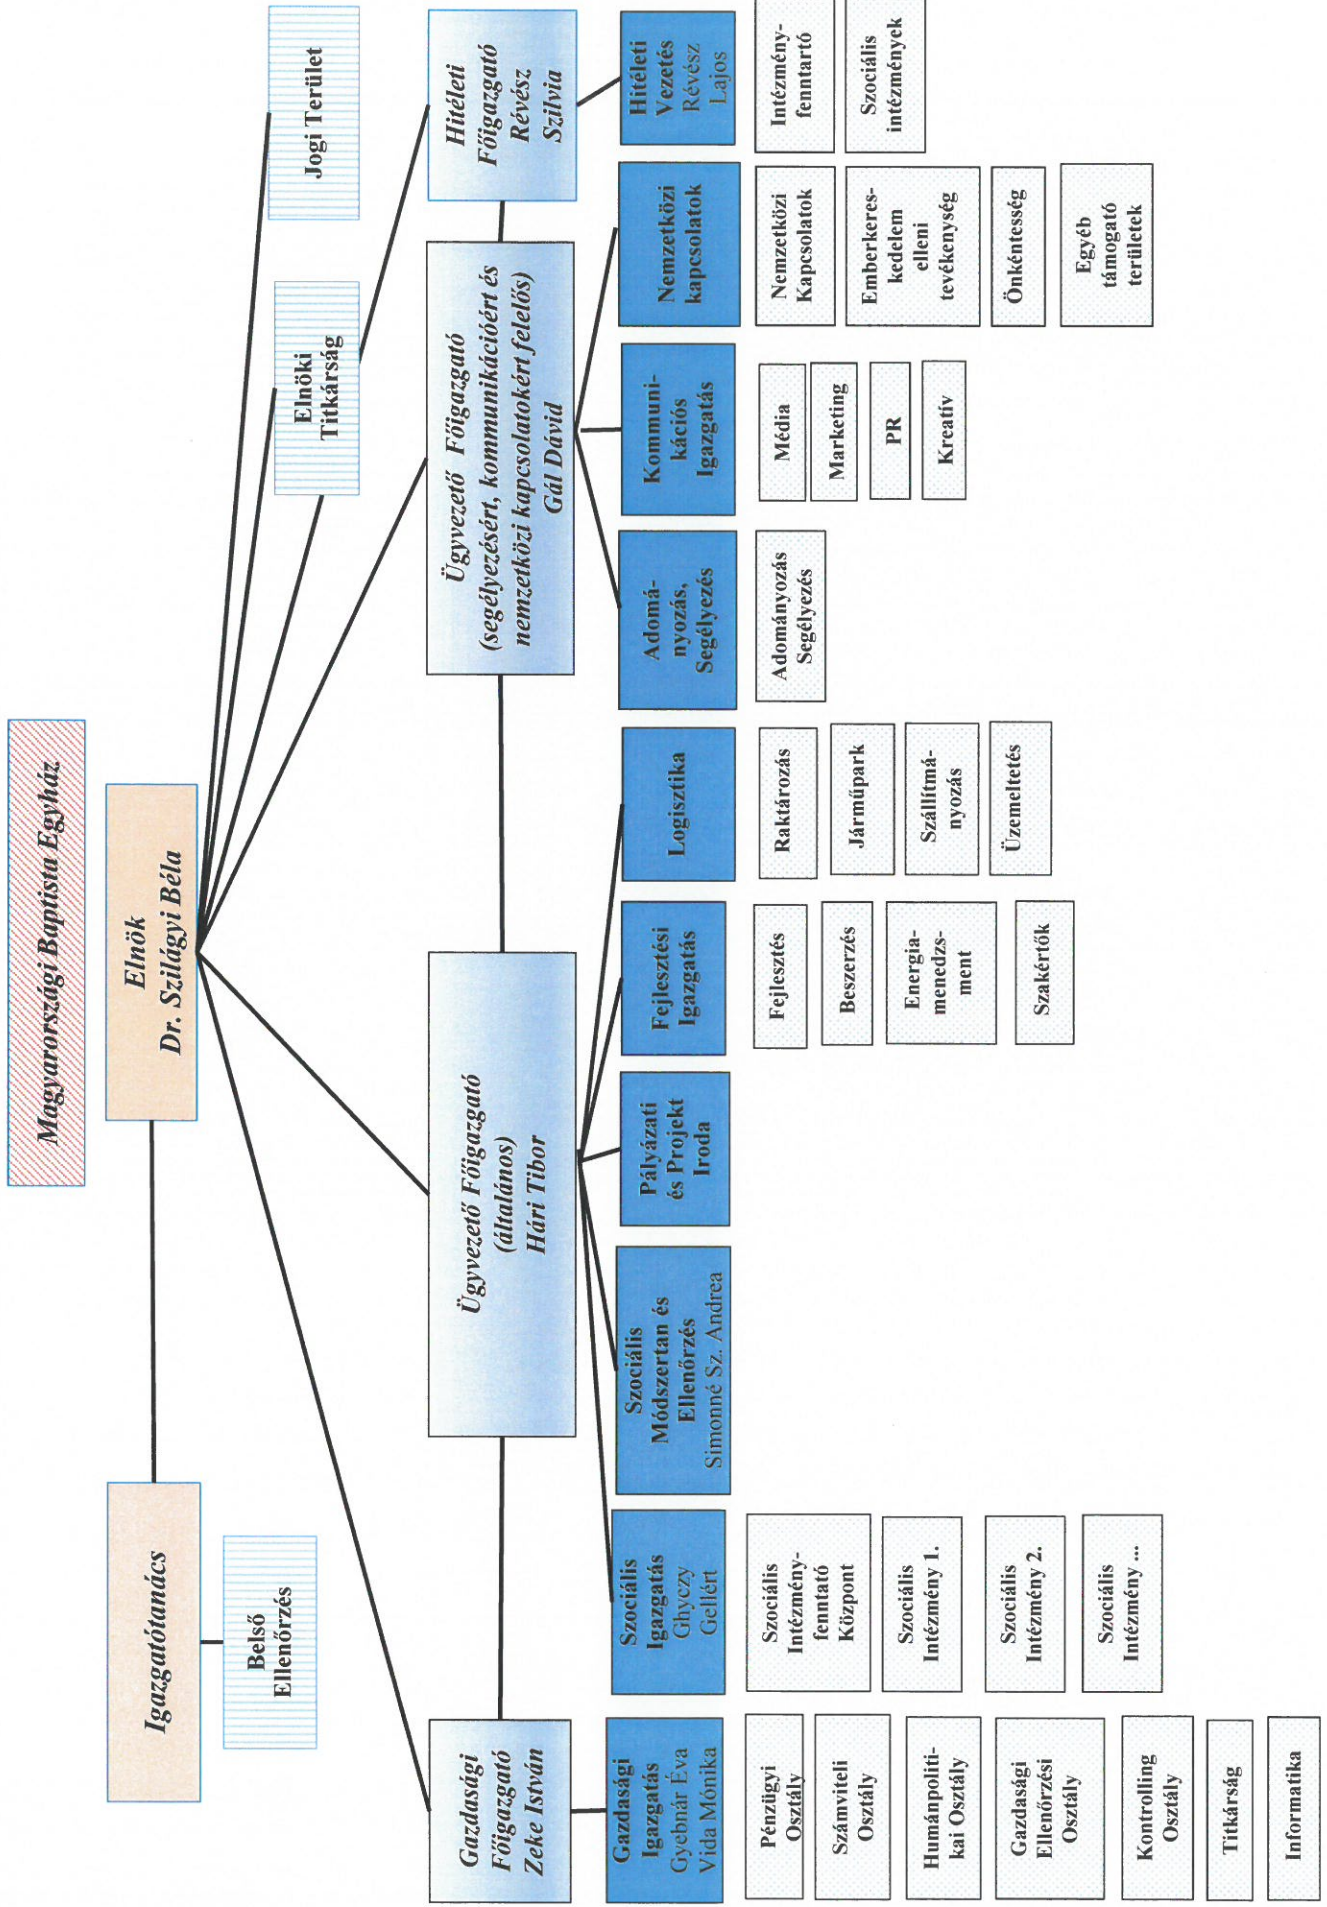 Magyarországi Baptista Egyház
Igazgatótanács
Elnök
Dr. Szilágyi Béla
Belső
Ellenőrzés
Elnöki
Titkárság
Jogi Terület
Gazdasági
Főigazgató
Zeke István
Ügyvezető Főigazgató
(általános)
Hári Tibor
Ügyvezető Főigazgató
(segélyezésért, kommunikációért és
nemzetközi kapcsolatokért felelős)
Gál Dávid
Hitéleti
Főigazgató
Révész
Szilvia
Gazdasági
Igazgatás
Gyebnár Éva
Vida Mónika
Szociális
Igazgatás
Ghyczy
Gellért
Szociális
Módszertan és
Ellenőrzés
Simonné Sz. Andrea
Pályázati
és Projekt
Iroda
Fejlesztési
Igazgatás
Logisztika
Adomá-
nyozás,
Segélyezés
Kommuni-
kációs
Igazgatás
Nemzetközi
kapcsolatok
Hitéleti
Vezetés
Révész
Lajos
Pénzügyi
Osztály
Számviteli
Osztály
Humánpoliti-
kai Osztály
Gazdasági
Ellenőrzési
Osztály
Kontrolling
Osztály
Titkárság
Informatika
Szociális
Intézmény-
fenntató
Központ
Szociális
Intézmény 1.
Szociális
Intézmény 2.
Szociális
Intézmény ...
Fejlesztés
Beszerzés
Energia-
menedzs-
ment
Szakértők
Raktározás
Járműpark
Szállítmá-
nyozás
Üzemeltetés
Adományozás
Segélyezés
Média
Marketing
PR
Kreatív
Nemzetközi
Kapcsolatok
Emberkeres-
kedelem
elleni
tevékenység
Önkéntesség
Egyéb
támogató
területek
Intézmény-
fenntartó
Szociális
intézmények